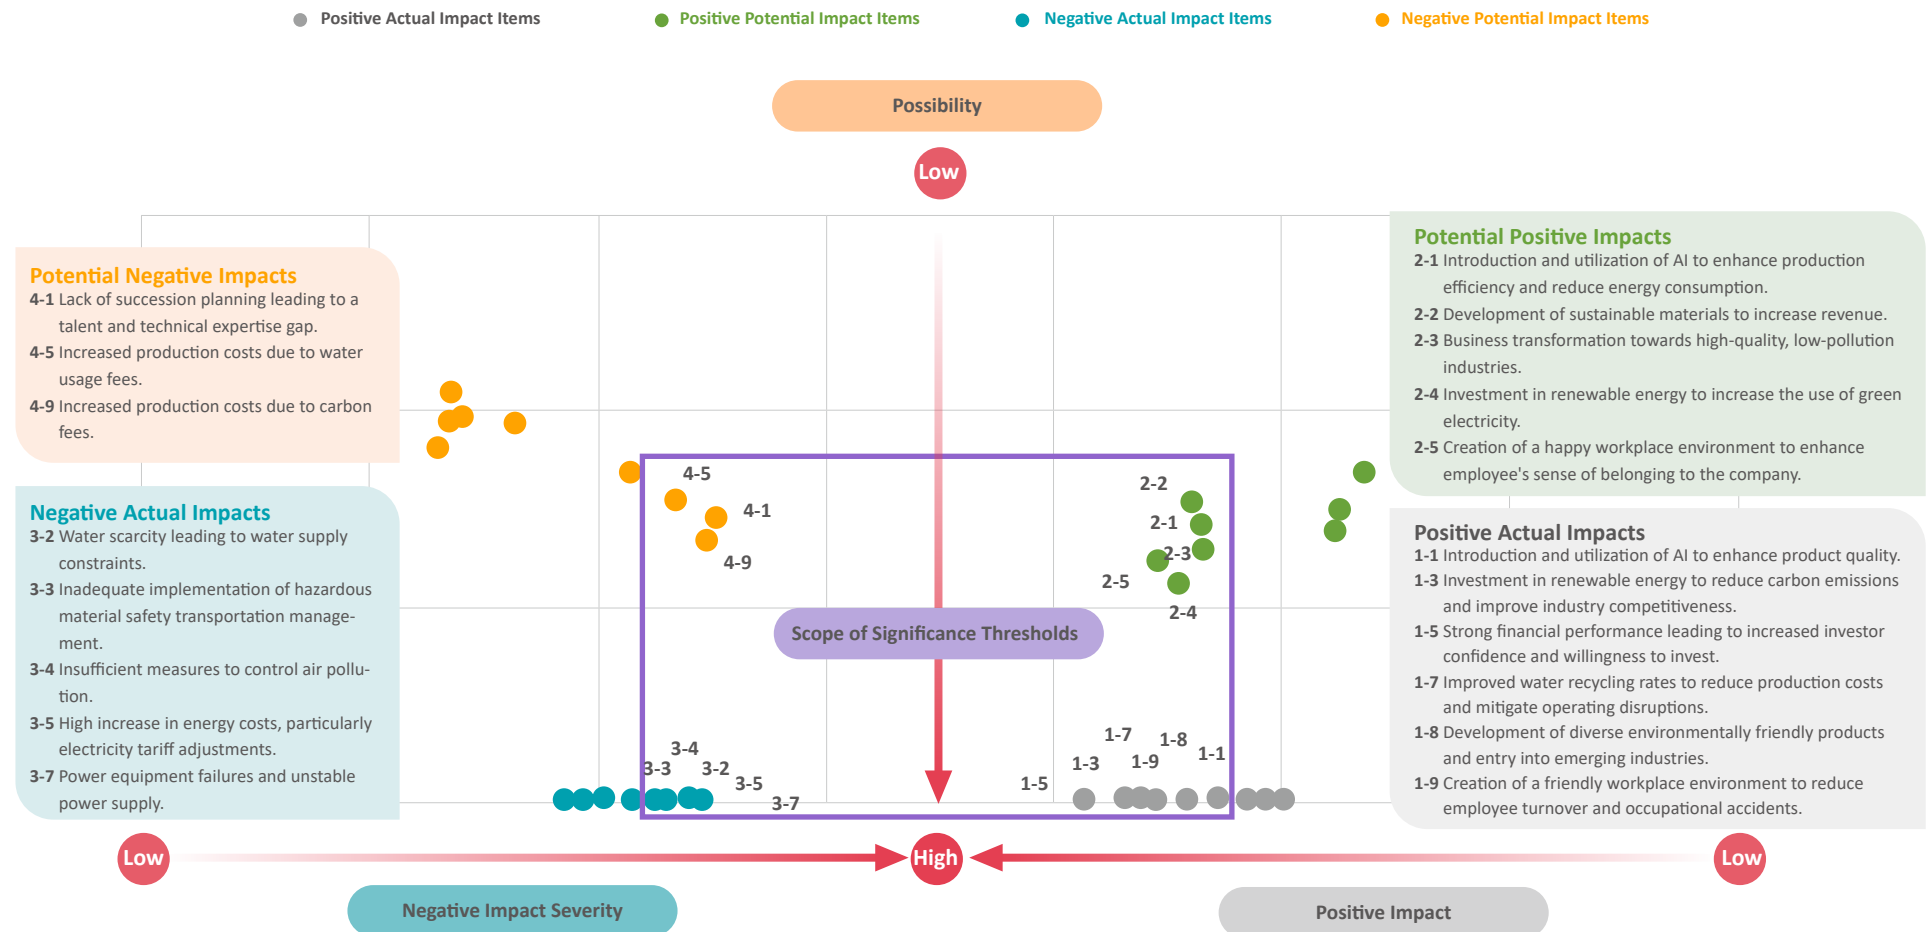 Positive Actual Impact Items
Positive Potential Impact Items
Negative Actual Impact Items
Negative Potential Impact Items
Possibility
Low
Potential Negative Impacts
4-1 Lack of succession planning leading to a
talent and technical expertise gap.
4-5 Increased production costs due to water
usage fees.
4-9 Increased production costs due to carbon
fees.
Negative Actual Impacts
3-2 Water scarcity leading to water supply
constraints.
3-3 Inadequate implementation of hazardous
material safety transportation manage-
ment.
3-4 Insufficient measures to control air pollu-
tion.
3-5 High increase in energy costs, particularly
electricity tariff adjustments.
3-7 Power equipment failures and unstable
power supply.
4-5
4-1
4-9
2-2
2-1
2-3
2-5
2-4
Scope of Significance Thresholds
3-4
3-3
3-2
3-5
3-7
1-5
1-3
1-7
1-9
1-8
1-1
Potential Positive Impacts
2-1 Introduction and utilization of AI to enhance production
efficiency and reduce energy consumption.
2-2 Development of sustainable materials to increase revenue.
2-3 Business transformation towards high-quality, low-pollution
industries.
2-4 Investment in renewable energy to increase the use of green
electricity.
2-5 Creation of a happy workplace environment to enhance
employee's sense of belonging to the company.
Positive Actual Impacts
1-1 Introduction and utilization of AI to enhance product quality.
1-3 Investment in renewable energy to reduce carbon emissions
and improve industry competitiveness.
1-5 Strong financial performance leading to increased investor
confidence and willingness to invest.
1-7 Improved water recycling rates to reduce production costs
and mitigate operating disruptions.
1-8 Development of diverse environmentally friendly products
and entry into emerging industries.
1-9 Creation of a friendly workplace environment to reduce
employee turnover and occupational accidents.
Low
High
Low
Negative Impact Severity
Positive Impact